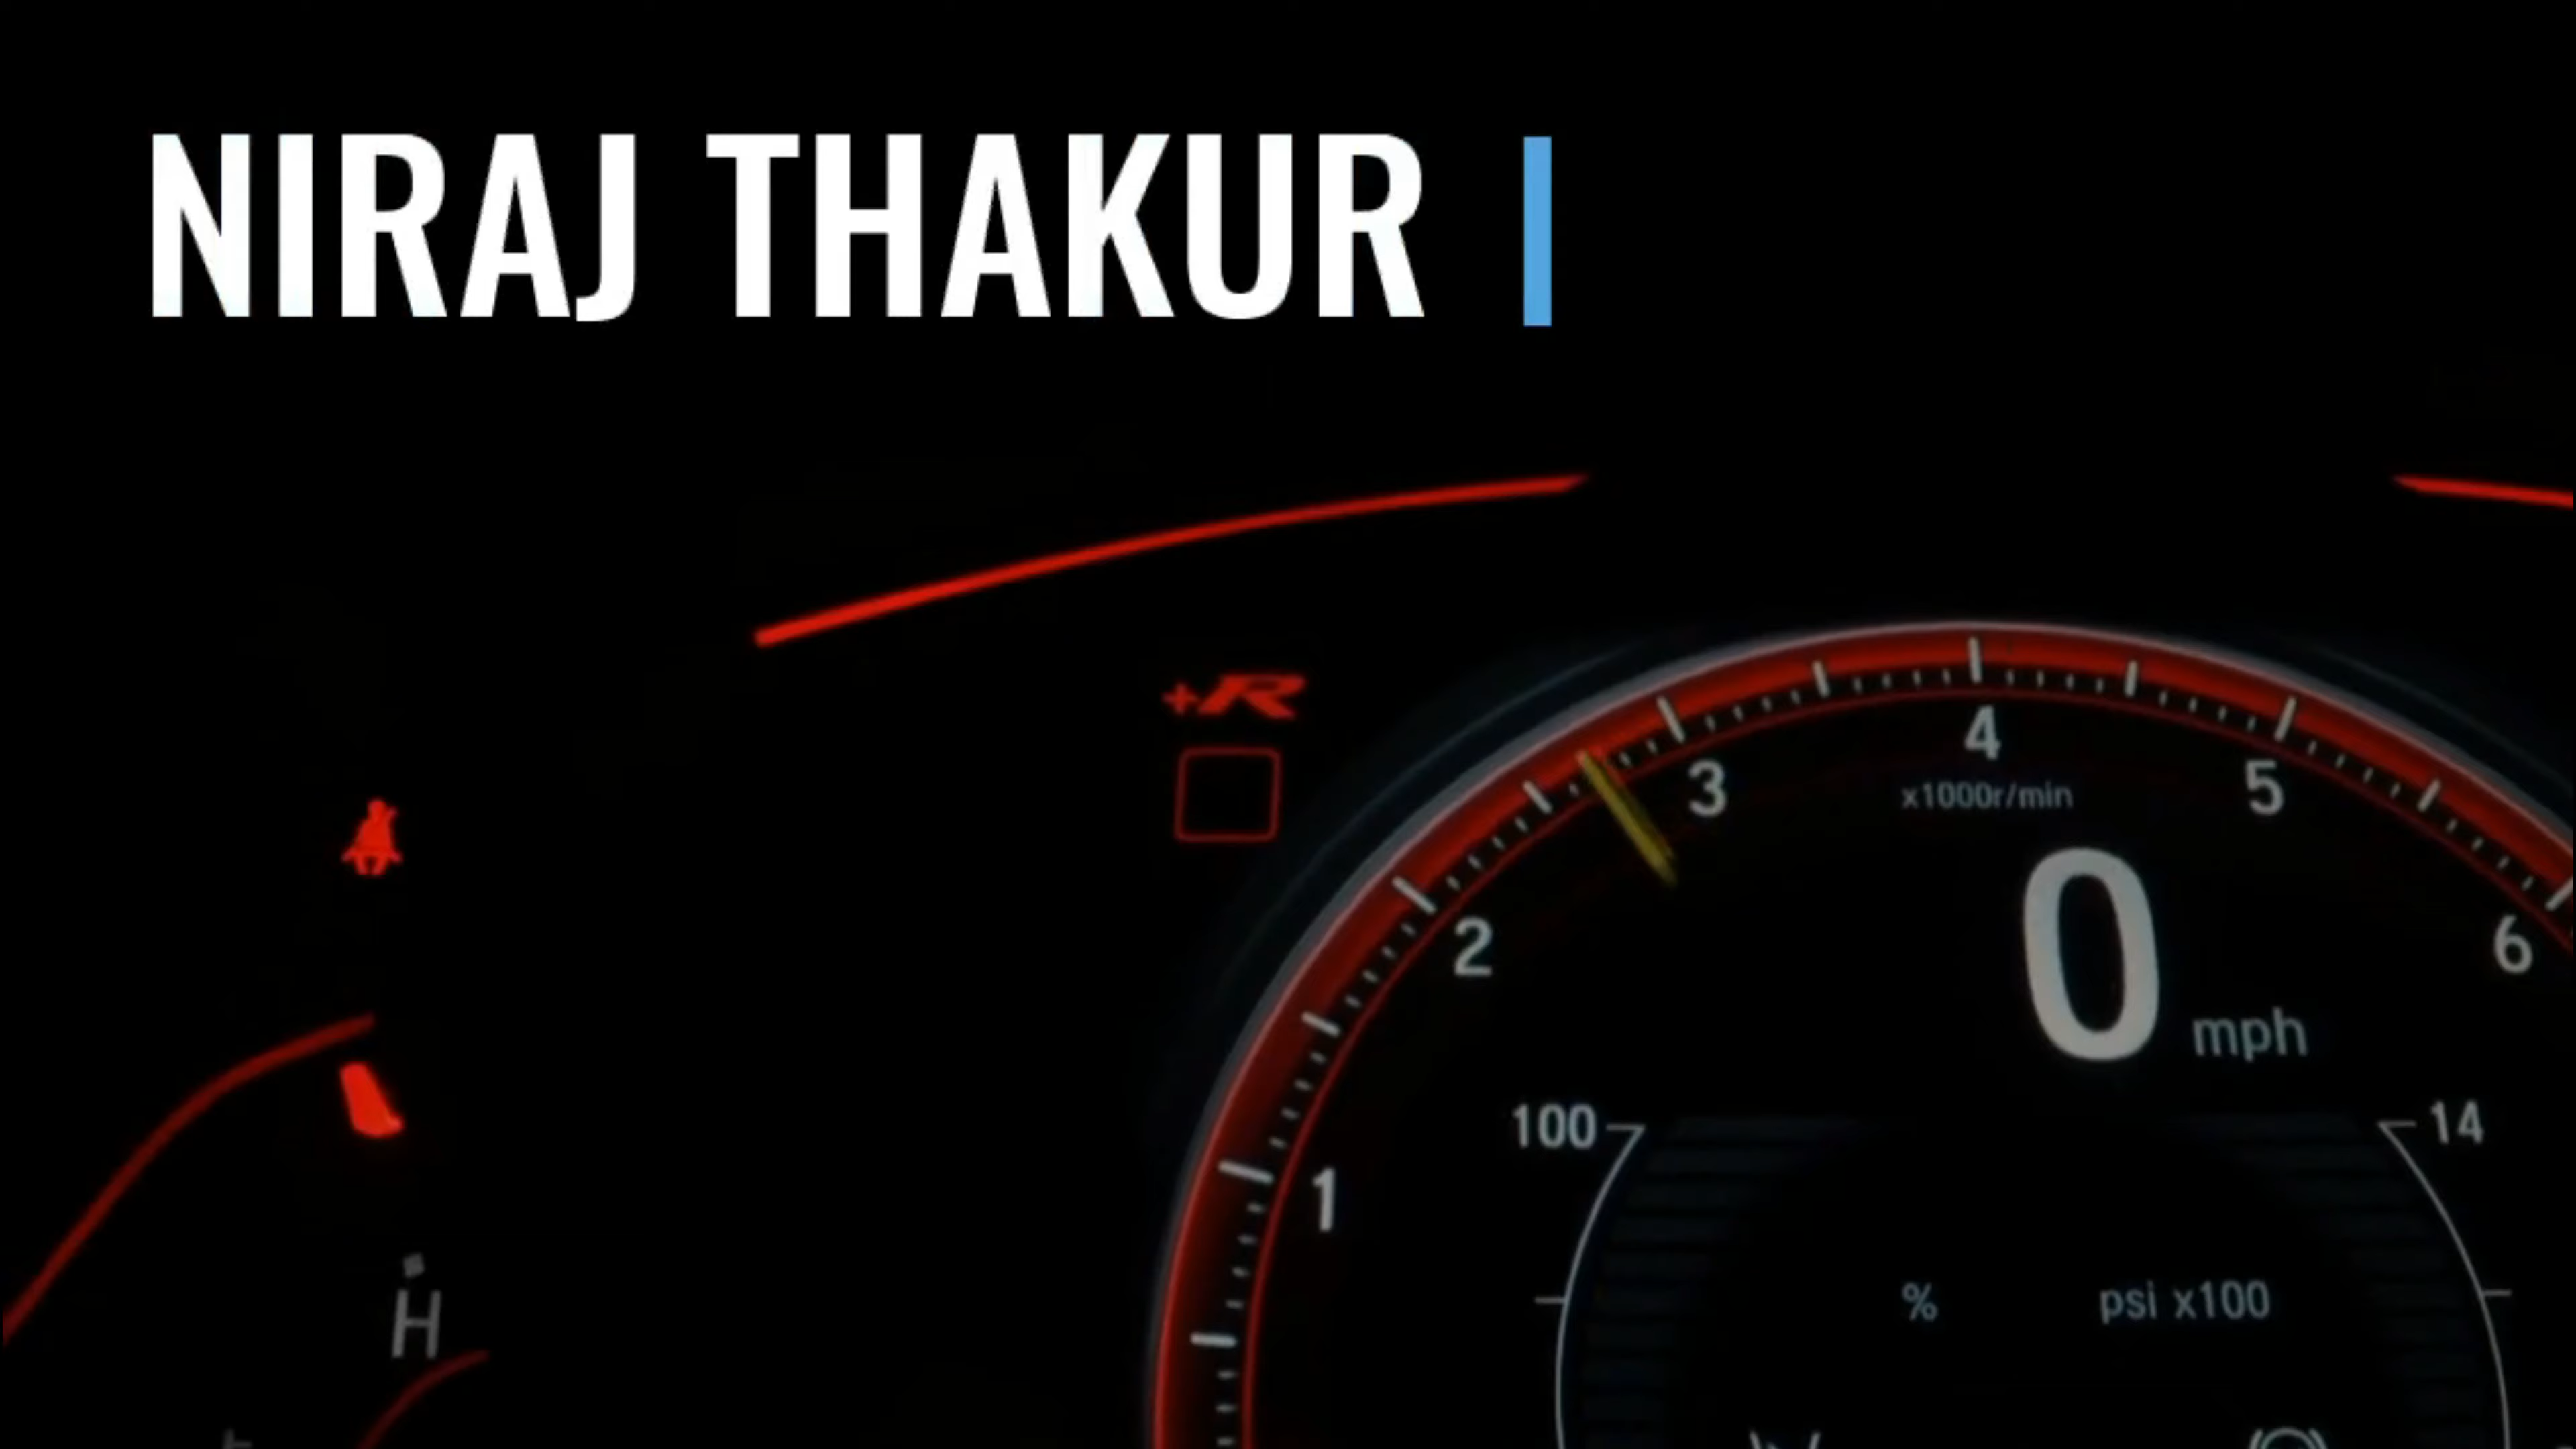 NIRAJ THAKUR
+R
4
3
5
x1000r/min
2
0 mph
6
100
14
1
% psi x100
H